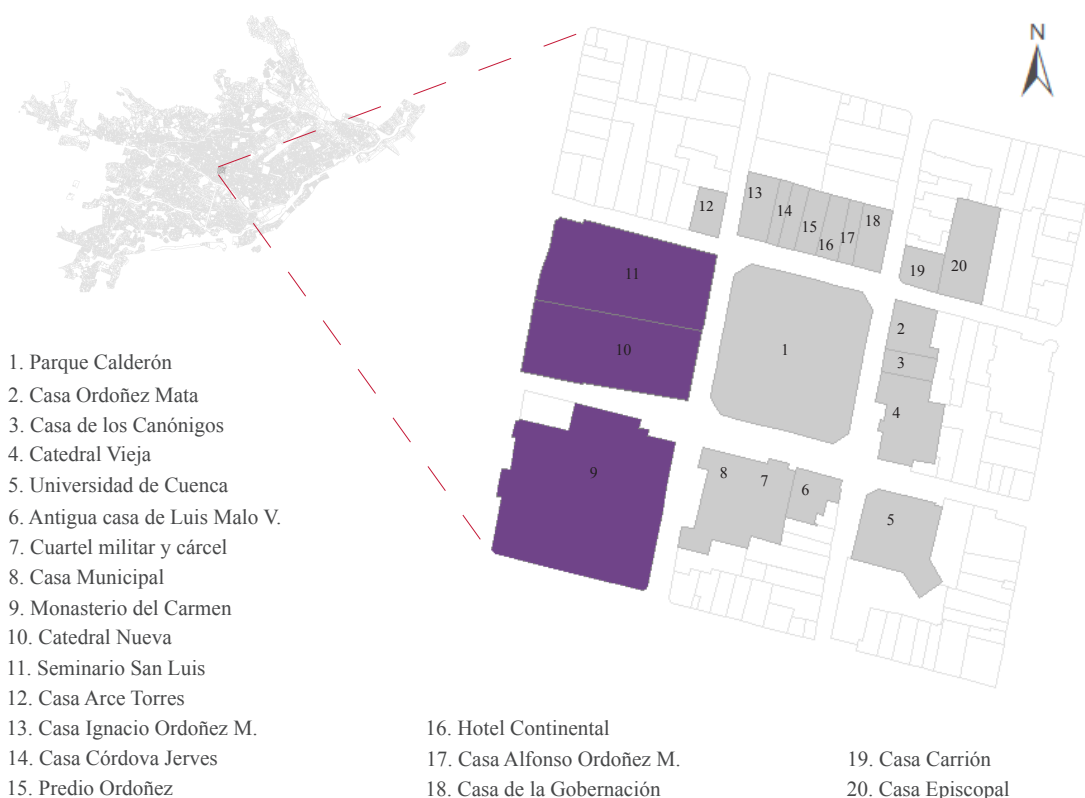 N
13
14
15
16
17
18
12
19
20
11
10
1
2
3
4
9
8
7
6
5
1. Parque Calderón
2. Casa Ordoñez Mata
3. Casa de los Canónigos
4. Catedral Vieja
5. Universidad de Cuenca
6. Antigua casa de Luis Malo V.
7. Cuartel militar y cárcel
8. Casa Municipal
9. Monasterio del Carmen
10. Catedral Nueva
11. Seminario San Luis
12. Casa Arce Torres
13. Casa Ignacio Ordoñez M.
14. Casa Córdova Jerves
15. Predio Ordoñez
16. Hotel Continental
17. Casa Alfonso Ordoñez M.
18. Casa de la Gobernación
19. Casa Carrión
20. Casa Episcopal